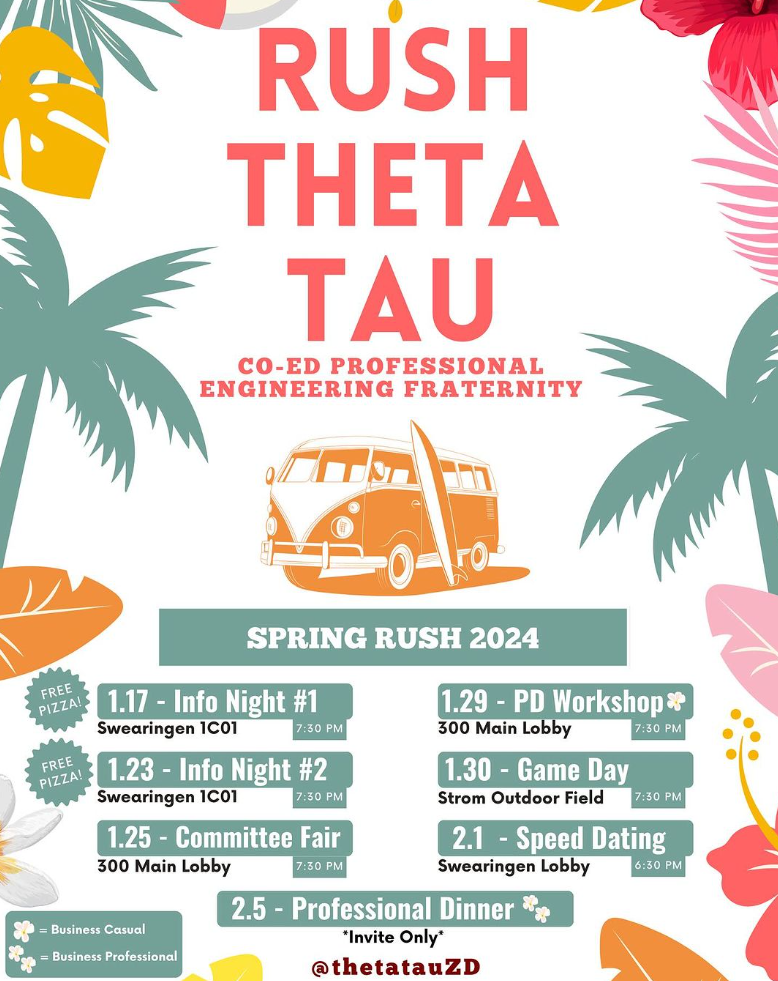 RUSH
THETA
TAU
CO-ED PROFESSIONAL
ENGINEERING FRATERNITY
SPRING RUSH 2024
FREE
PIZZA!
1.17 - Info Night #1
Swearingen 1C01
7:30 PM
FREE
PIZZA!
1.23 - Info Night #2
Swearingen 1C01
7:30 PM
1.25 - Committee Fair
300 Main Lobby
7:30 PM
1.29 - PD Workshop
300 Main Lobby
7:30 PM
1.30 - Game Day
Strom Outdoor Field
7:30 PM
2.1 - Speed Dating
Swearingen Lobby
6:30 PM
2.5 - Professional Dinner
*Invite Only*
= Business Casual
= Business Professional
@thetatauZD